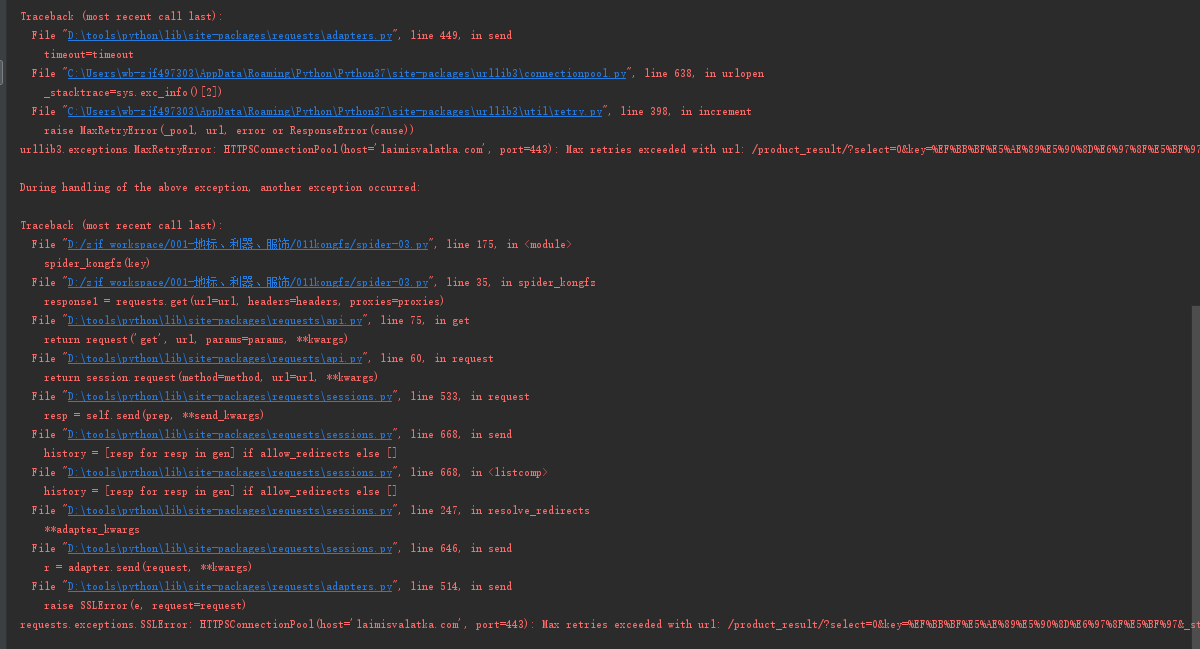 Traceback (most recent call last):
File "D:\tools\python\lib\site-packages\requests\adapters.py", line 449, in send
timeout=timeout
File "C:\Users\wb-zjf497303\AppData\Roaming\Python\Python37\site-packages\urllib3\connectionpool.py", line 638, in urlopen
_stacktrace=sys.exc_info()[2])
File "C:\Users\wb-zjf497303\AppData\Roaming\Python\Python37\site-packages\urllib3\util\retry.py", line 398, in increment
raise MaxRetryError(_pool, url, error or ResponseError(cause))
urllib3.exceptions.MaxRetryError: HTTPSConnectionPool(host='laimisvalatka.com', port=443): Max retries exceeded with url: /product_result/?select=0&key=%EF%BB%BF%E5%AE%89%E5%90%8D%E6%97%8F%E5%BF%97
During handling of the above exception, another exception occurred:
Traceback (most recent call last):
File "D:/zjf_workspace/001-地标、利器、服饰/011kongfz/spider-03.py", line 175, in <module>
spider_kongfz(key)
File "D:/zjf_workspace/001-地标、利器、服饰/011kongfz/spider-03.py", line 35, in spider_kongfz
response1 = requests.get(url=url, headers=headers, proxies=proxies)
File "D:\tools\python\lib\site-packages\requests\api.py", line 75, in get
return request('get', url, params=params, **kwargs)
File "D:\tools\python\lib\site-packages\requests\api.py", line 60, in request
return session.request(method=method, url=url, **kwargs)
File "D:\tools\python\lib\site-packages\requests\sessions.py", line 533, in request
resp = self.send(prep, **send_kwargs)
File "D:\tools\python\lib\site-packages\requests\sessions.py", line 668, in send
history = [resp for resp in gen] if allow_redirects else []
File "D:\tools\python\lib\site-packages\requests\sessions.py", line 668, in <listcomp>
history = [resp for resp in gen] if allow_redirects else []
File "D:\tools\python\lib\site-packages\requests\sessions.py", line 247, in resolve_redirects
**adapter_kwargs
File "D:\tools\python\lib\site-packages\requests\sessions.py", line 646, in send
r = adapter.send(request, **kwargs)
File "D:\tools\python\lib\site-packages\requests\adapters.py", line 514, in send
raise SSLError(e, request=request)
requests.exceptions.SSLError: HTTPSConnectionPool(host='laimisvalatka.com', port=443): Max retries exceeded with url: /product_result/?select=0&key=%EF%BB%BF%E5%AE%89%E5%90%8D%E6%97%8F%E5%BF%97&_st